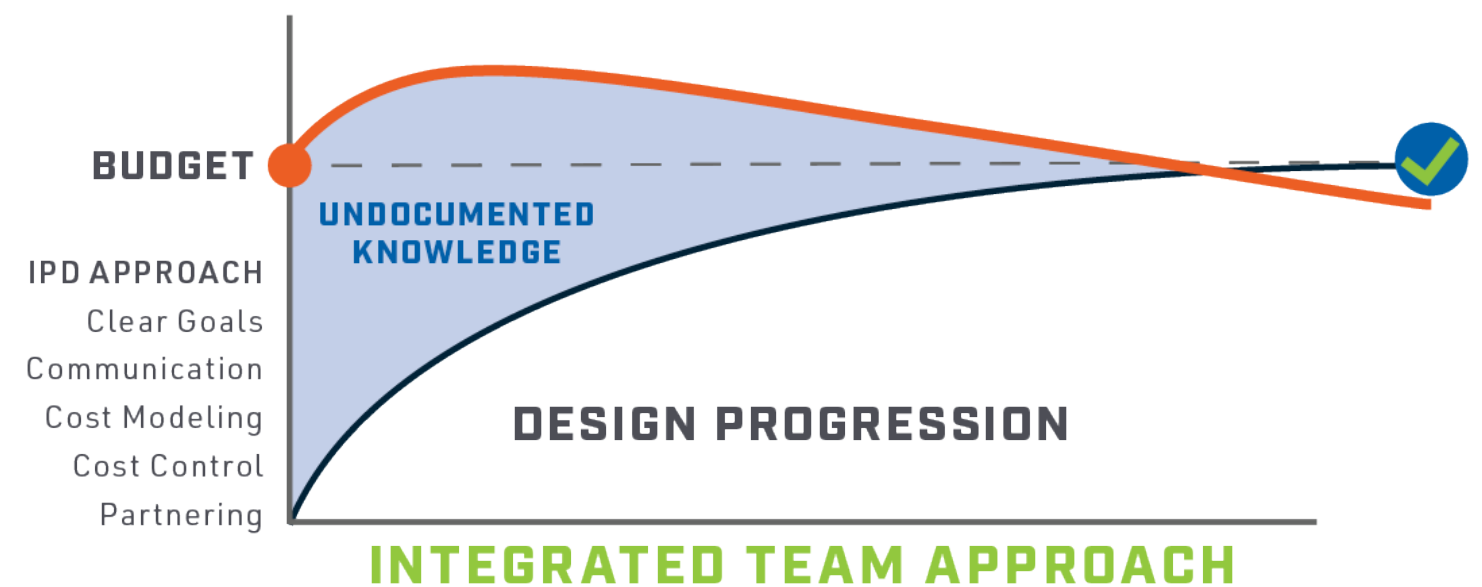 BUDGET
UNDOCUMENTED
KNOWLEDGE
IPD APPROACH
Clear Goals
Communication
Cost Modeling
Cost Control
Partnering
DESIGN PROGRESSION
INTEGRATED TEAM APPROACH